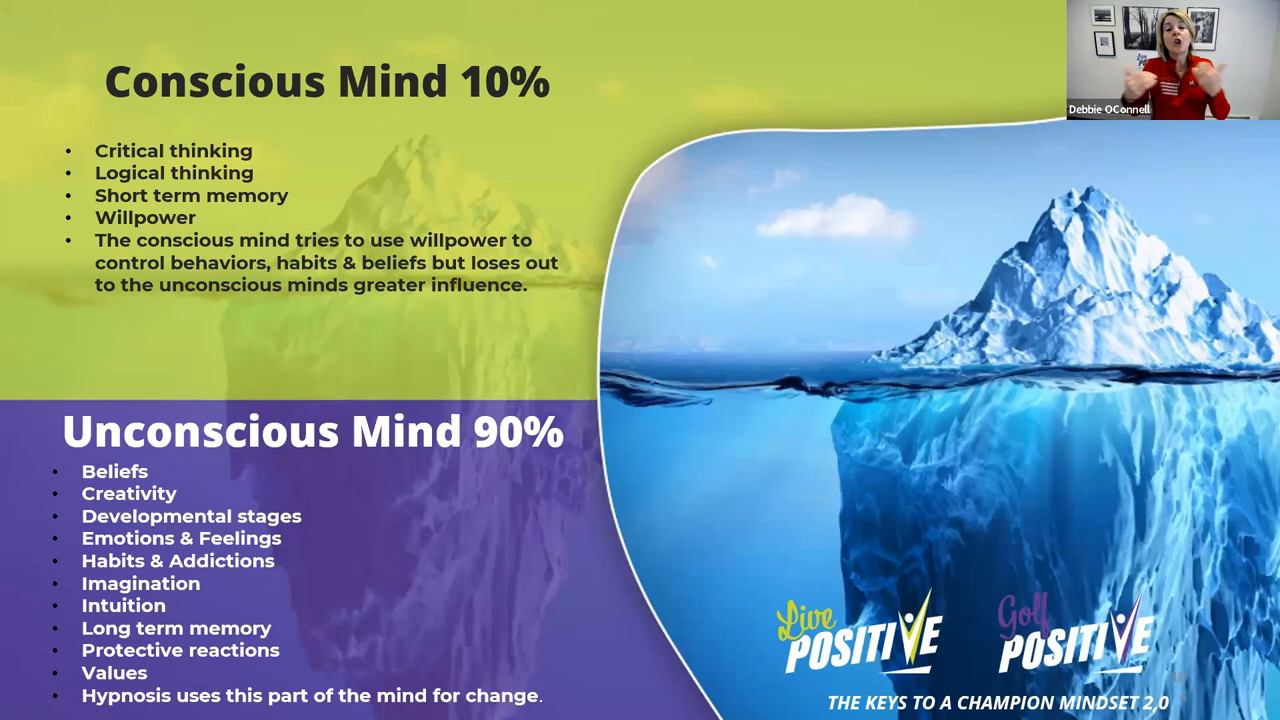 Conscious Mind 10%
• Critical thinking
• Logical thinking
• Short term memory
• Willpower
• The conscious mind tries to use willpower to
control behaviors, habits & beliefs but loses out
to the unconscious minds greater influence.
Unconscious Mind 90%
• Beliefs
• Creativity
• Developmental stages
• Emotions & Feelings
• Habits & Addictions
• Imagination
• Intuition
• Long term memory
• Protective reactions
• Values
• Hypnosis uses this part of the mind for change.
Debbie OConnell
Live
POSITIVE
Golf
POSITIVE
THE KEYS TO A CHAMPION MINDSET 2,0